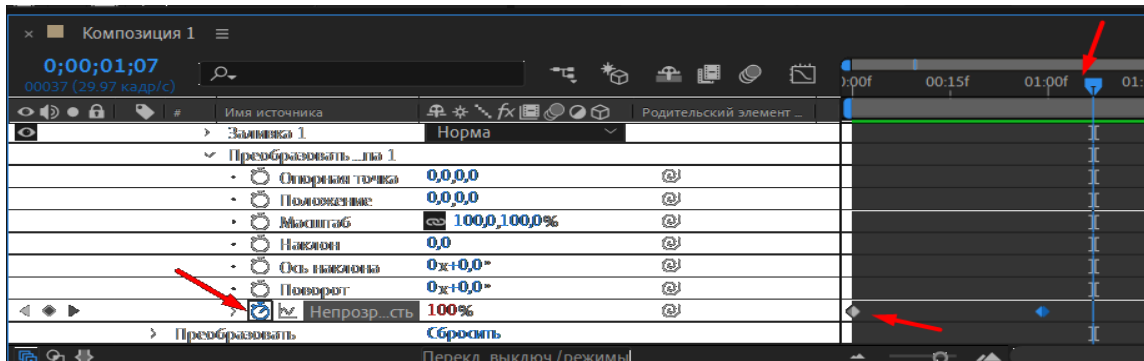 Композиция 1
0;00;01;07
00037 (29.97 кадр/с)
):00f 00:15f 01:00f 01:
# Имя источника Родительский элемент ...
Заливка 1 Норма
Преобразовать ...па 1
Опорная точка 0,0,0,0
Положение 0,0,0,0
Масштаб 100,0,100,0%
Наклон 0,0
Ось наклона 0x+0,0°
Поворот 0x+0,0°
Непрозр...сть 100%
Преобразовать Сбросить
Перекл. выключ./режимы